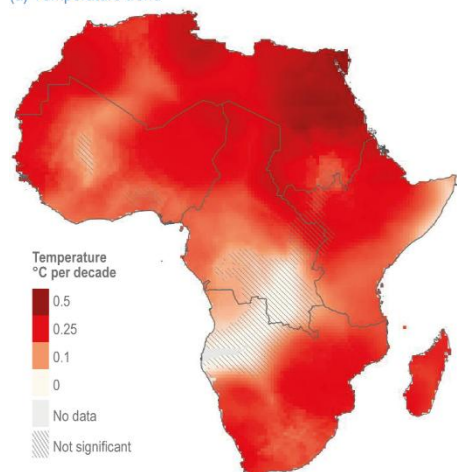 Temperature
°C per decade
0.5
0.25
0.1
0
No data
Not significant